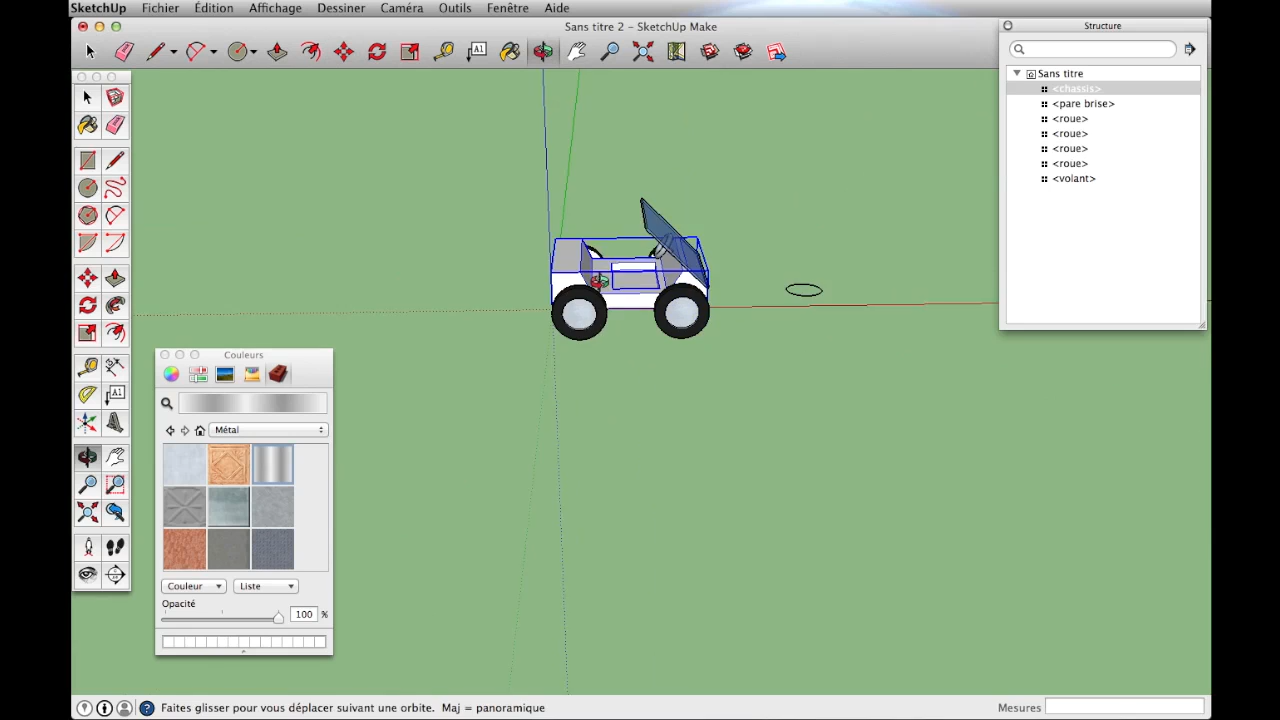 SketchUp Fichier Édition Affichage Dessiner Caméra Outils Fenêtre Aide
Sans titre 2 – SketchUp Make
Structure
A1
Sans titre
<chassis>
<pare brise>
<roue>
<roue>
<roue>
<roue>
<volant>
A1
Couleurs
Métal
Couleur
Liste
Opacité
100 %
Faites glisser pour vous déplacer suivant une orbite. Maj = panoramique
Mesures